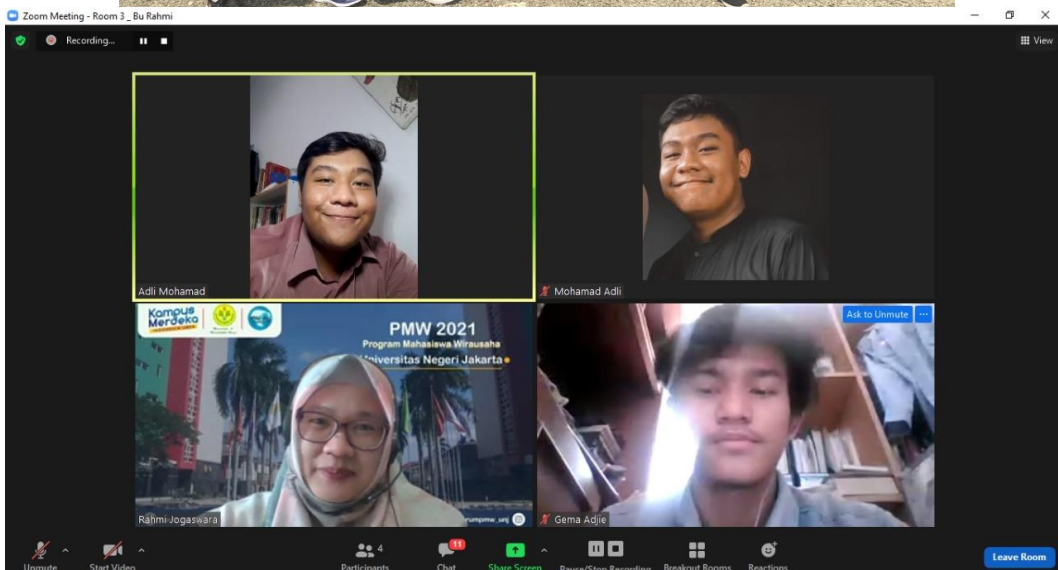 Zoom Meeting - Room 3 _ Bu Rahmi
Recording...
View
Adli Mohamad
Mohamad Adli
Kampus
Merdeka
PMW 2021
Program Mahasiswa Wirausaha
Universitas Negeri Jakarta
Ask to Unmute
...
Rahmi Jogaswara
Gema Adjie
4
11
Unmute
Start Video
Participants
Chat
Share Screen
Pause/Stop Recording
Breakout Rooms
Reactions
Leave Room